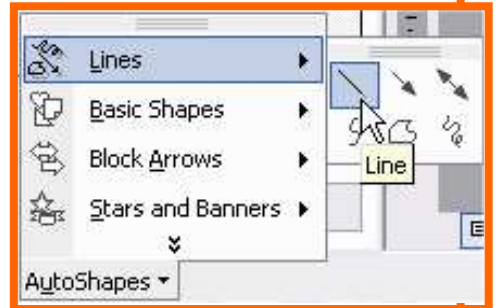 Lines
Basic Shapes
Block Arrows
Stars and Banners
AutoShapes
Line